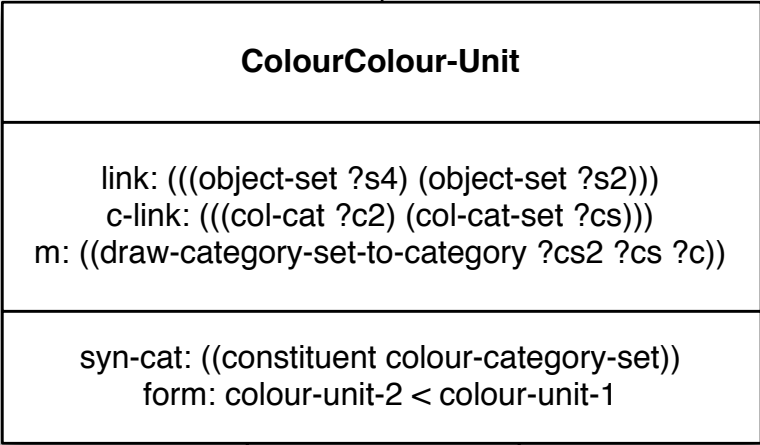 ColourColour-Unit
link: (((object-set ?s4) (object-set ?s2)))
c-link: (((col-cat ?c2) (col-cat-set ?cs)))
m: ((draw-category-set-to-category ?cs2 ?cs ?c))
syn-cat: ((constituent colour-category-set))
form: colour-unit-2 < colour-unit-1